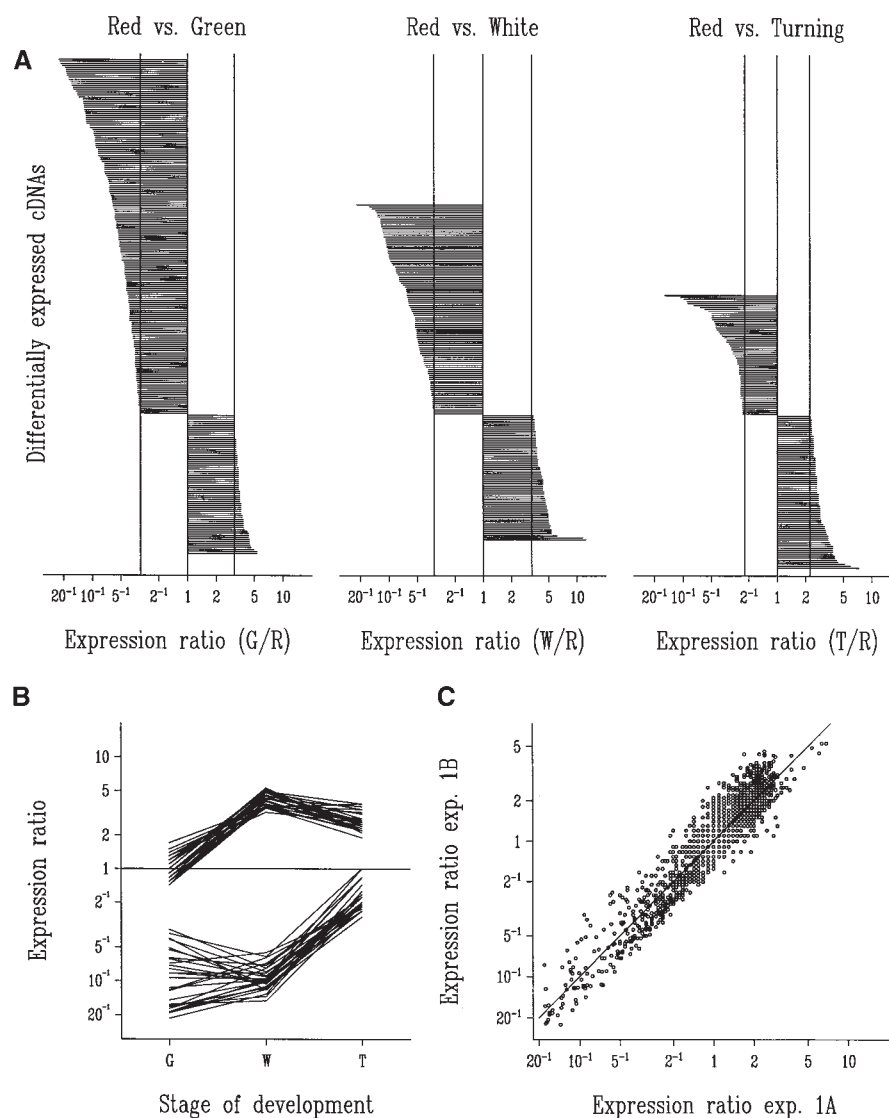 Red vs. Green
Red vs. White
Red vs. Turning
A
Differentially expressed cDNAs
20⁻¹ 10⁻¹ 5⁻¹ 2⁻¹ 1 2 5 10
20⁻¹ 10⁻¹ 5⁻¹ 2⁻¹ 1 2 5 10
20⁻¹ 10⁻¹ 5⁻¹ 2⁻¹ 1 2 5 10
Expression ratio (G/R)
Expression ratio (W/R)
Expression ratio (T/R)
B
Expression ratio
10
5
2
1
2⁻¹
5⁻¹
10⁻¹
20⁻¹
G W T
Stage of development
C
Expression ratio exp. 1B
5
2
1
2⁻¹
5⁻¹
10⁻¹
20⁻¹
20⁻¹ 10⁻¹ 5⁻¹ 2⁻¹ 1 2 5 10
Expression ratio exp. 1A